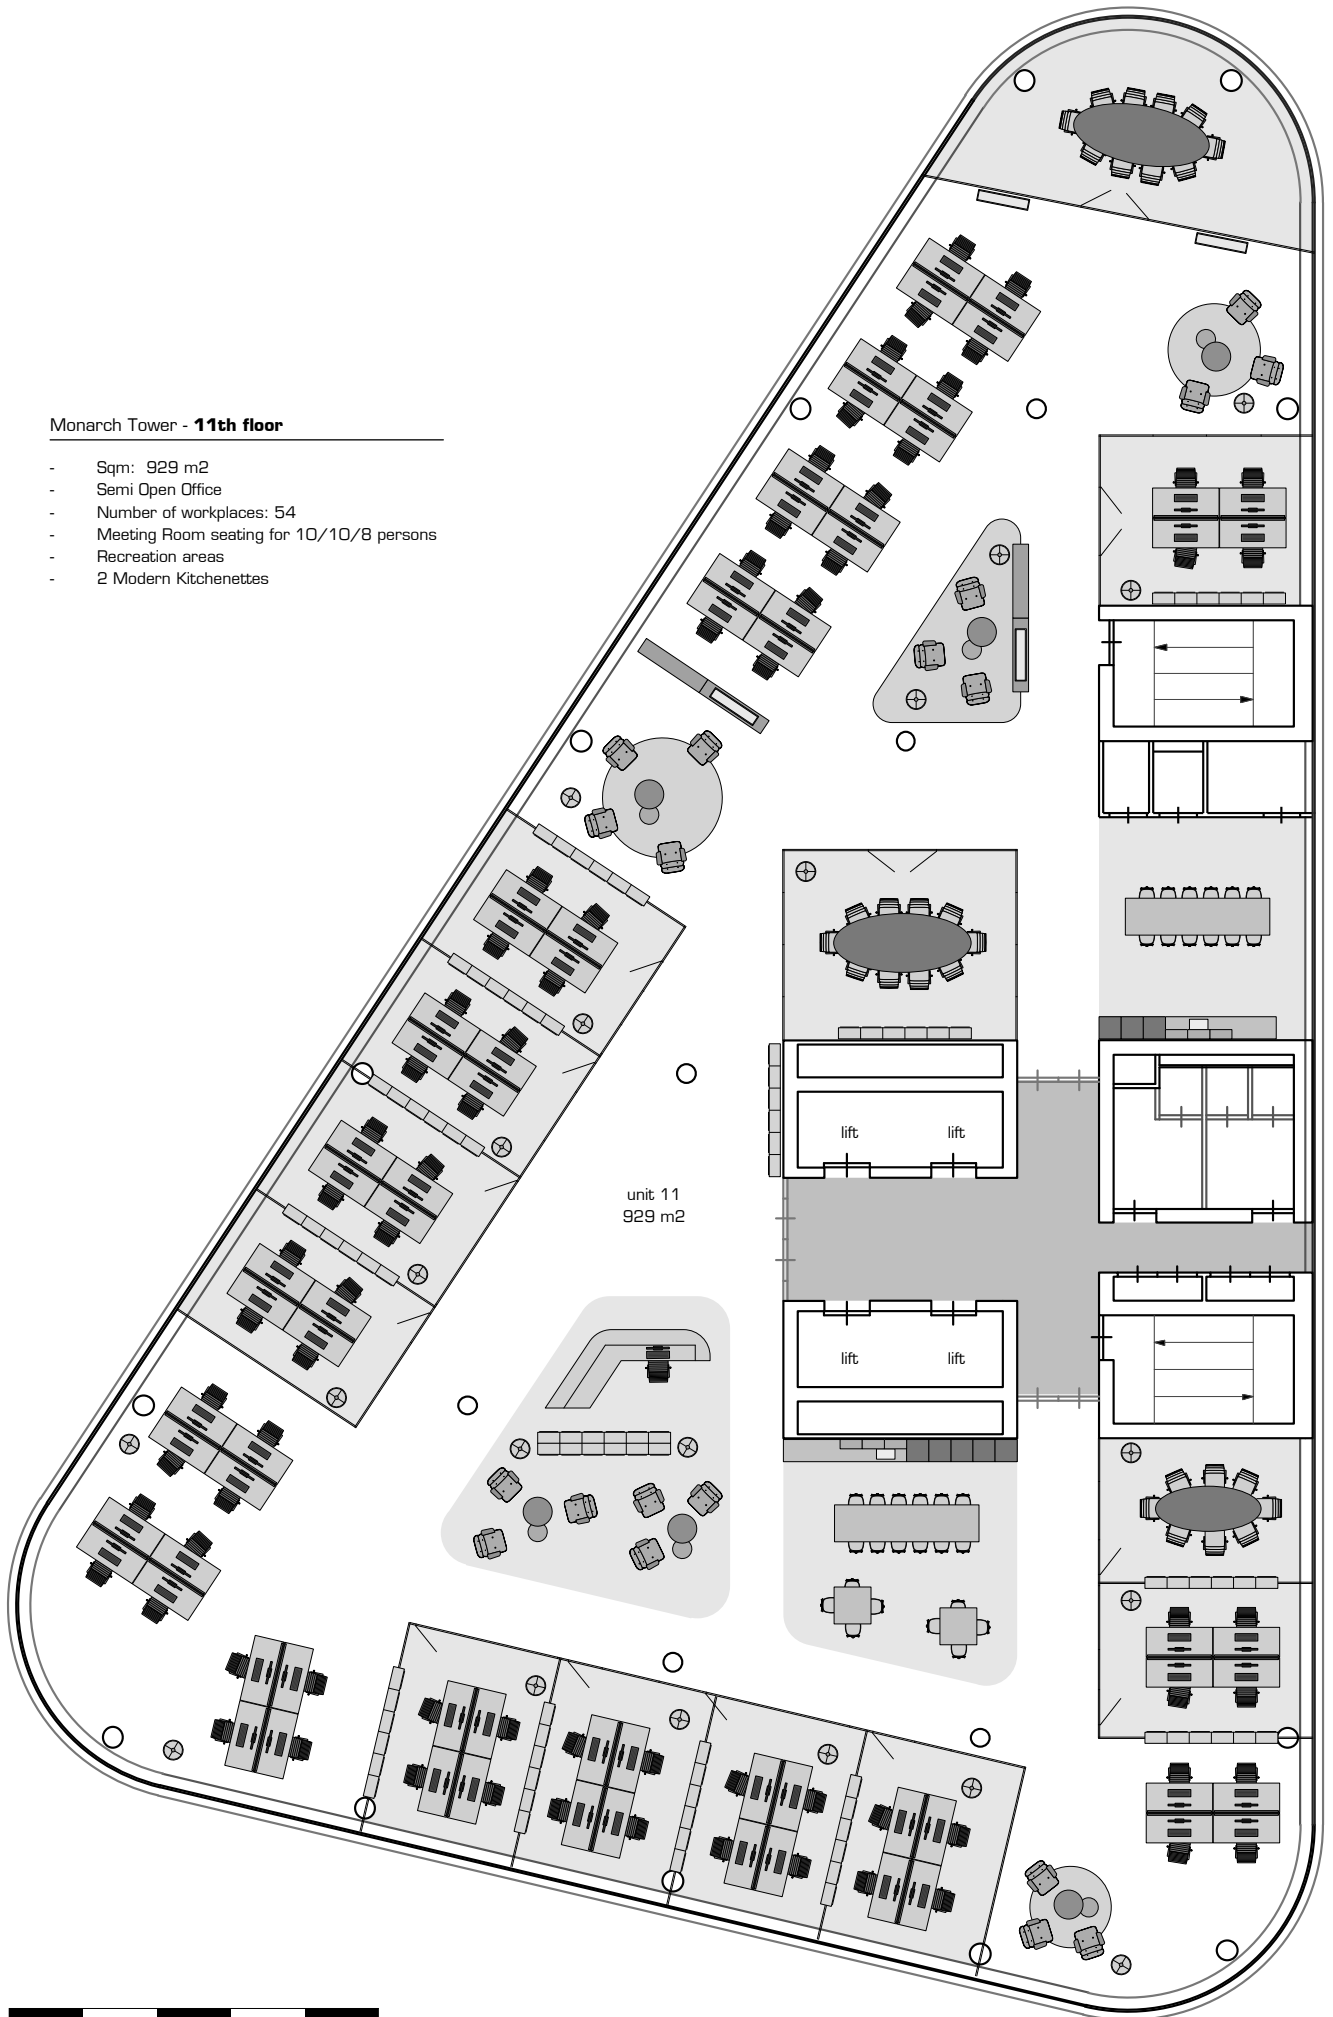 Monarch Tower - 11th floor
- Sqm: 929 m2
- Semi Open Office
- Number of workplaces: 54
- Meeting Room seating for 10/10/8 persons
- Recreation areas
- 2 Modern Kitchenettes
lift lift
unit 11
929 m2
lift lift